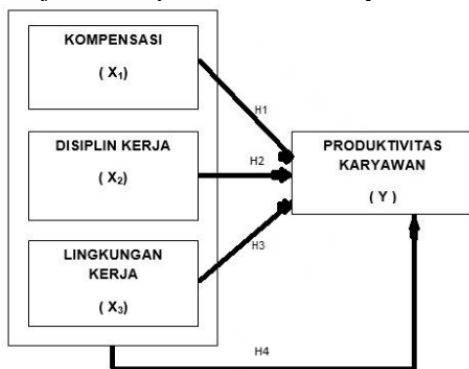 KOMPENSASI
( X₁)
H1
DISIPLIN KERJA
( X₂)
H2
PRODUKTIVITAS
KARYAWAN
( Y )
LINGKUNGAN
KERJA
( X₃)
H3
H4